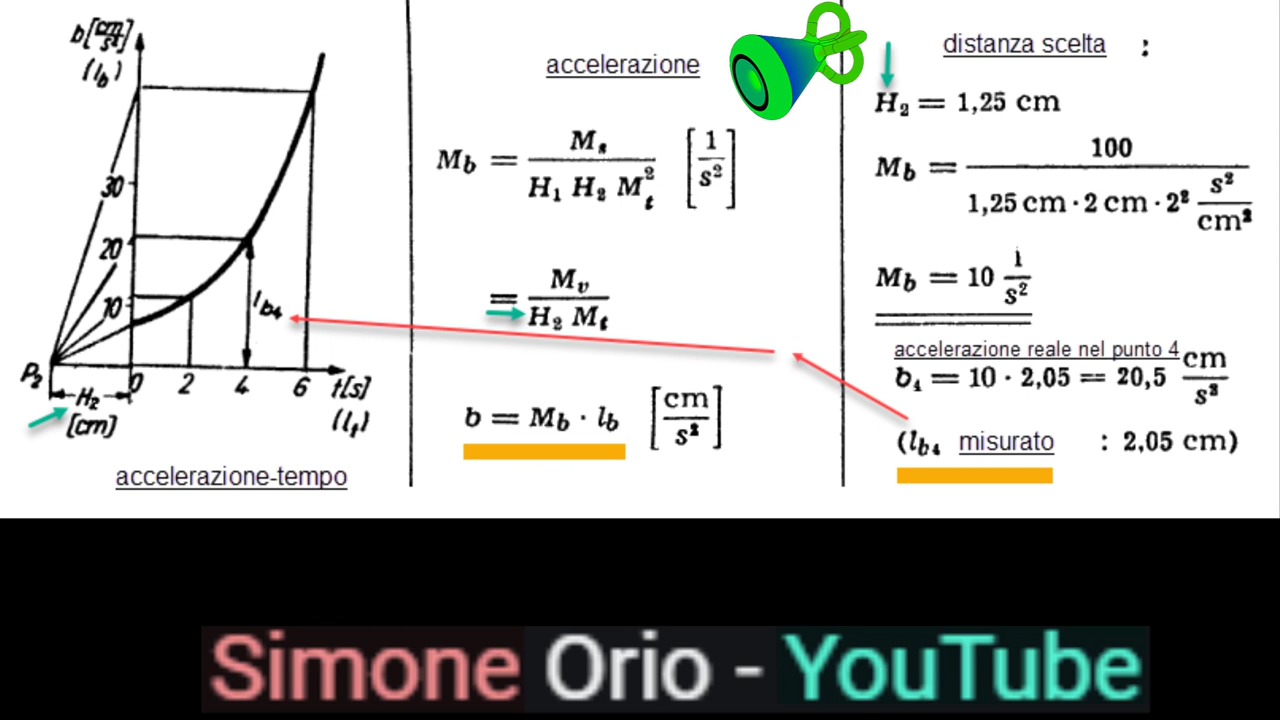 b [cm/s²]
(l_b)
30
20
10
l_b4
P₂
0 2 4 6 t[s]
H₂
[cm] (l_t)
accelerazione-tempo
accelerazione
M_b = M_s / (H₁ H₂ M_t²) [1/s²]
= M_v / (H₂ M_t)
b = M_b · l_b [cm/s²]
distanza scelta :
H₂ = 1,25 cm
M_b = 100 / (1,25 cm · 2 cm · 2² s²/cm²)
M_b = 10 1/s²
accelerazione reale nel punto 4
b₄ = 10 · 2,05 = 20,5 cm/s²
(l_b4 misurato : 2,05 cm)
Simone Orio - YouTube